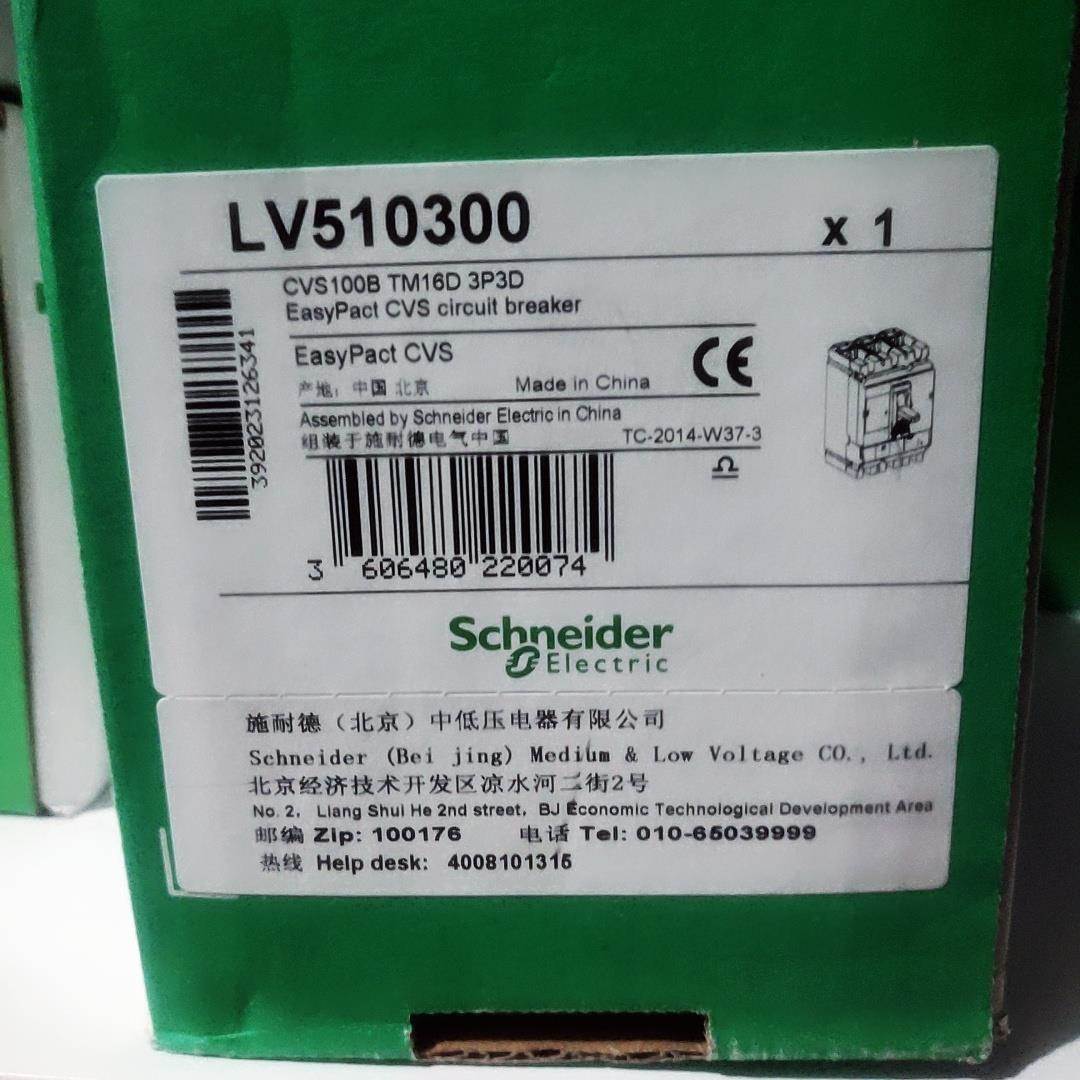 LV510300
x 1
CVS100B TM16D 3P3D
EasyPact CVS circuit breaker
EasyPact CVS
CE
产地: 中国 北京
Made in China
Assembled by Schneider Electric in China
组装于施耐德电气中国
TC-2014-W37-3
3920231126341
3 606480 220074
Schneider
Electric
施耐德（北京）中低压电器有限公司
Schneider (Bei jing) Medium & Low Voltage CO., Ltd.
北京经济技术开发区凉水河二街2号
No. 2, Liang Shui He 2nd street, BJ Economic Technological Development Area
邮编 Zip: 100176 电话 Tel: 010-65039999
热线 Help desk: 4008101315